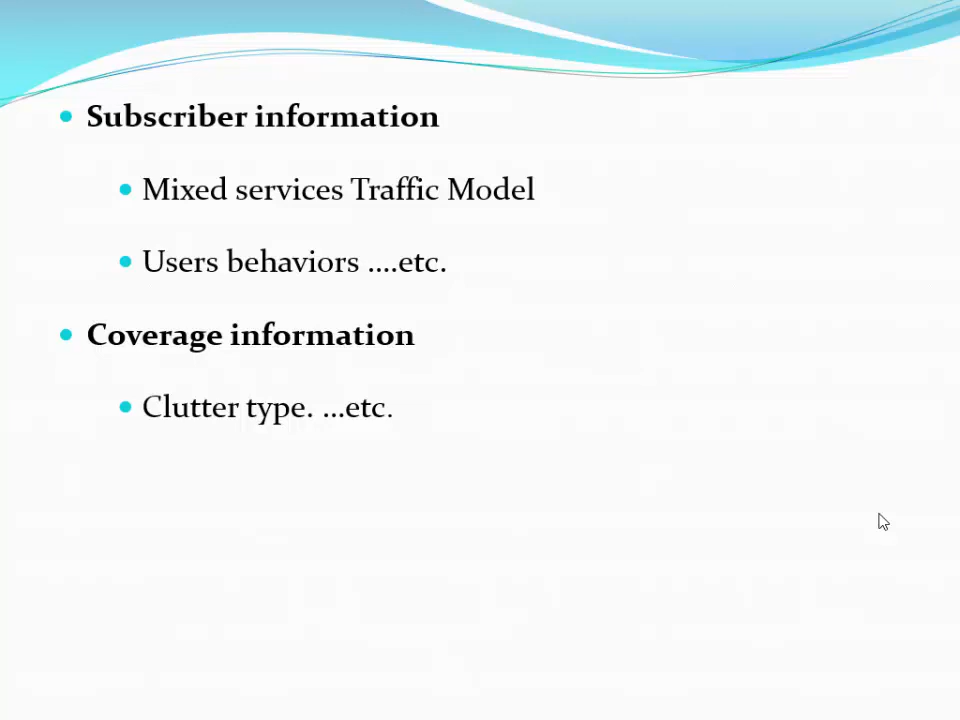 Subscriber information
Mixed services Traffic Model
Users behaviors ....etc.
Coverage information
Clutter type. ...etc.